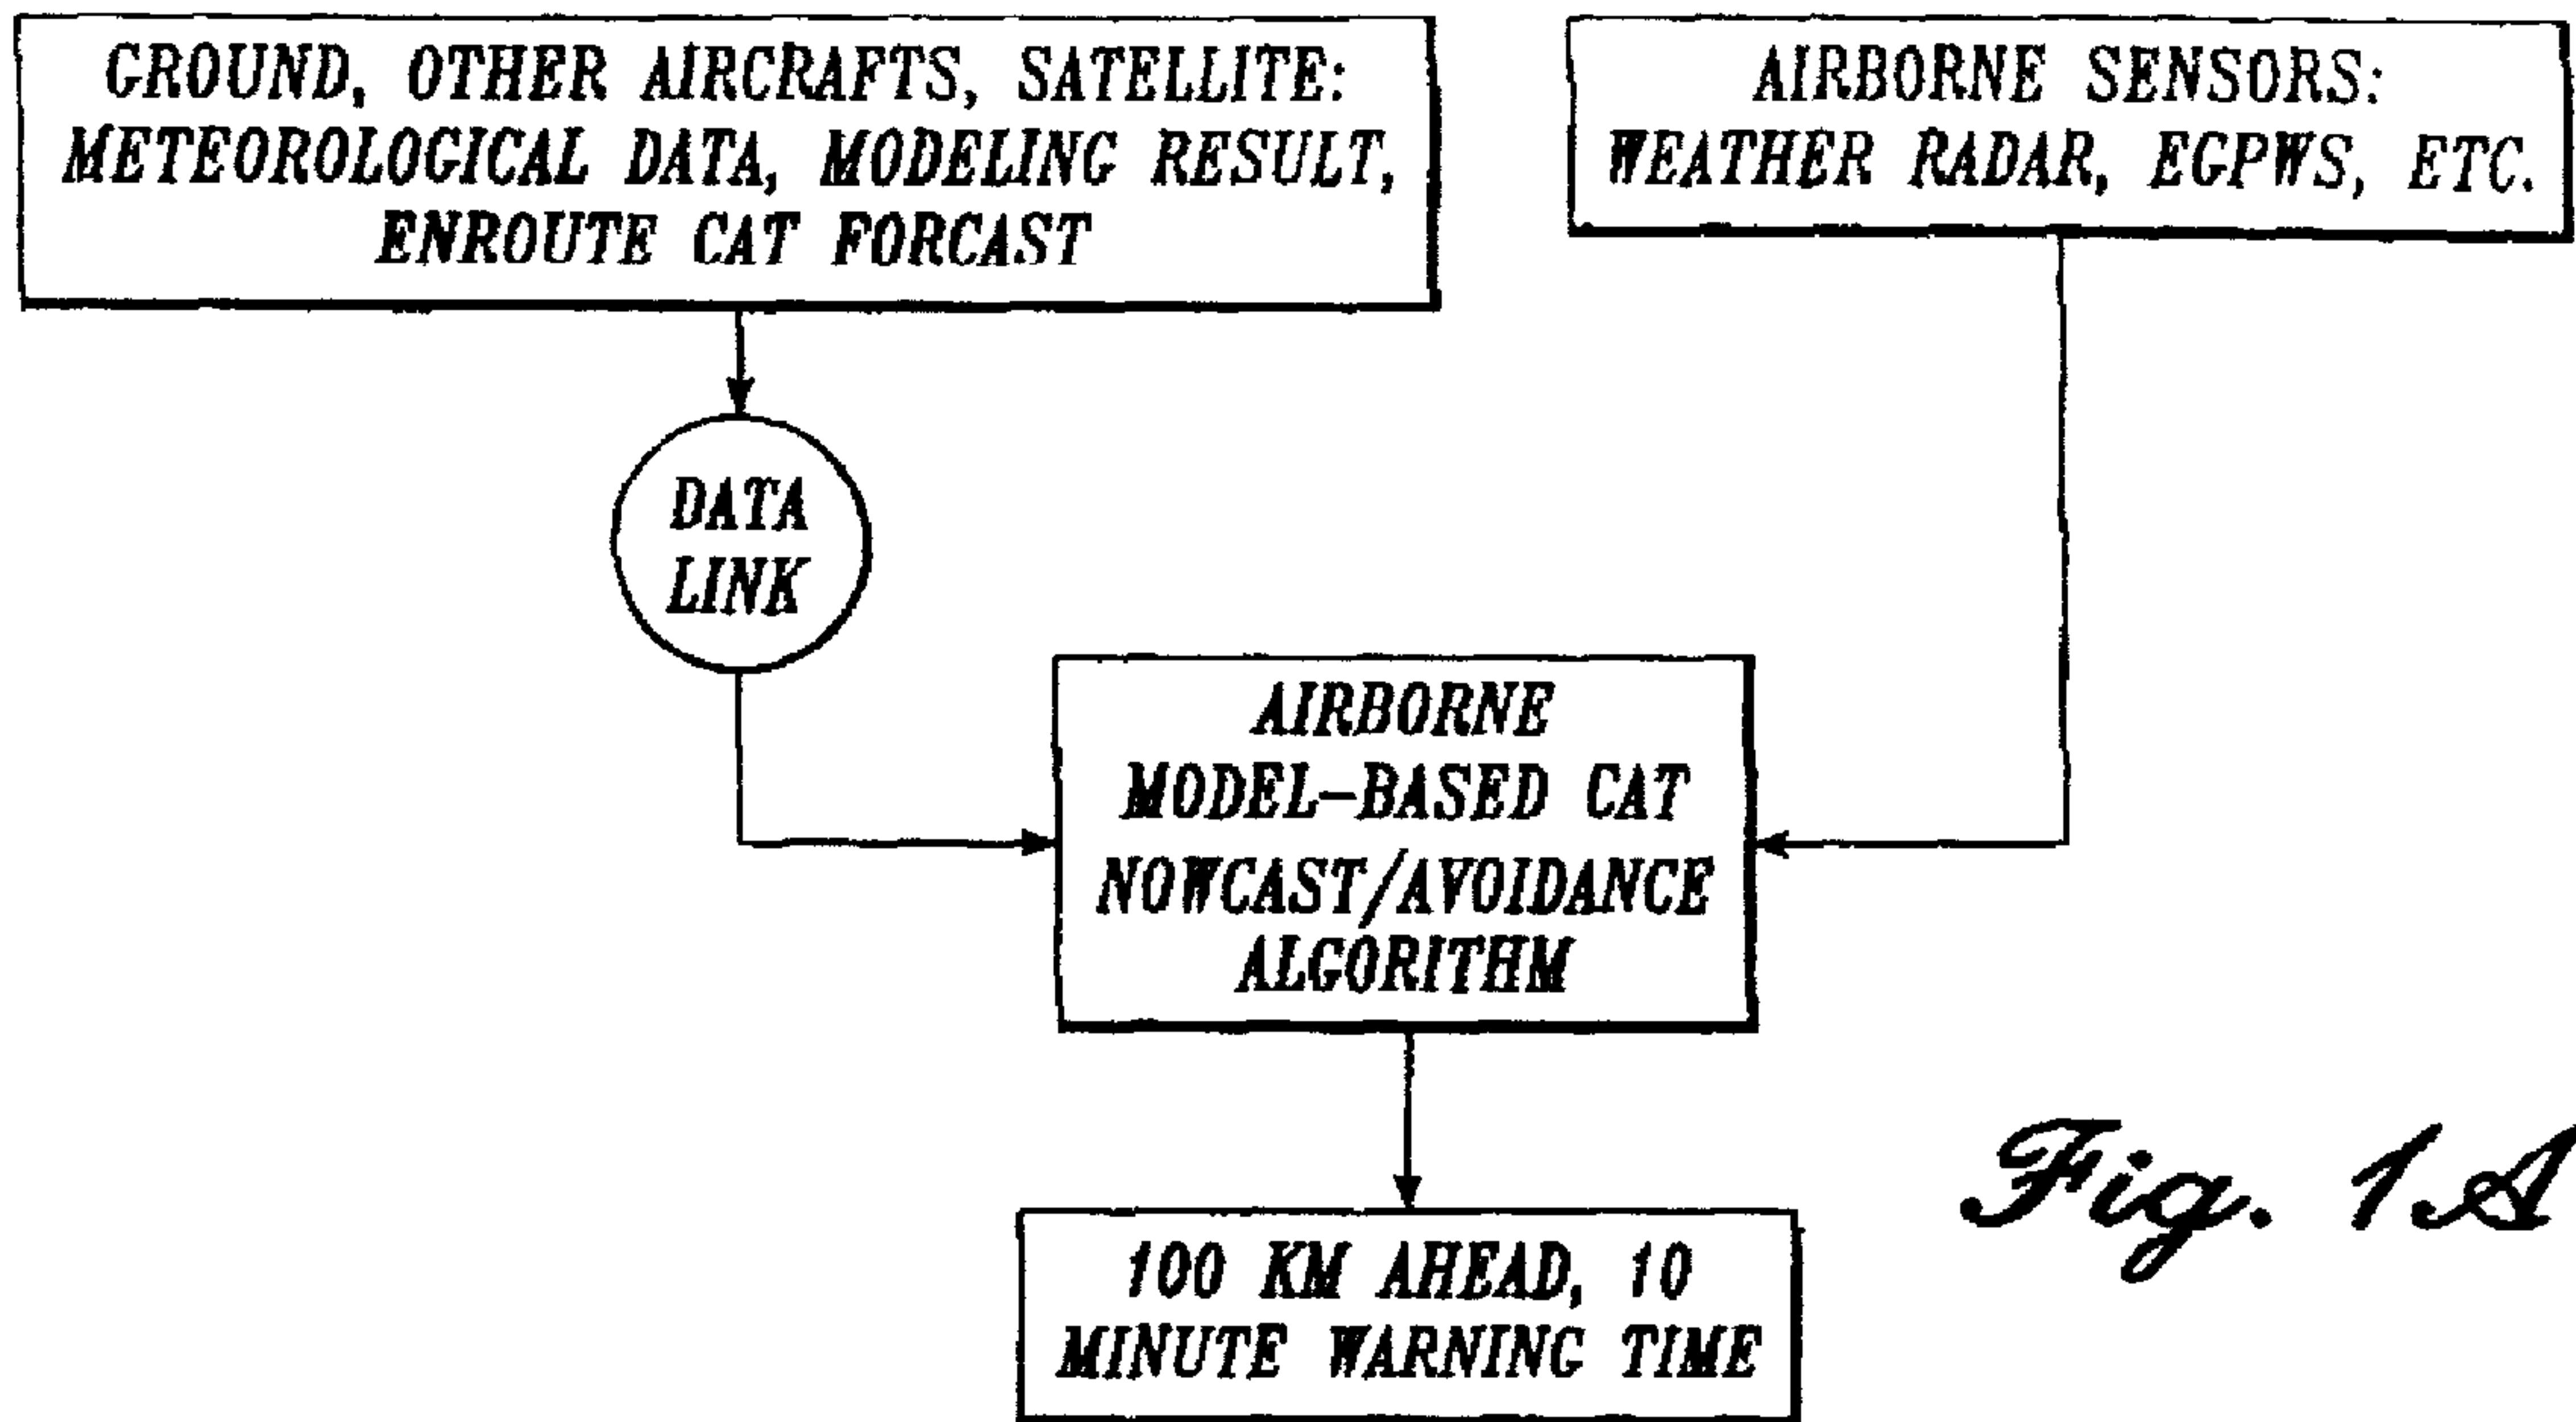 GROUND, OTHER AIRCRAFTS, SATELLITE:
METEOROLOGICAL DATA, MODELING RESULT,
ENROUTE CAT FORCAST
AIRBORNE SENSORS:
WEATHER RADAR, EGPWS, ETC.
DATA
LINK
AIRBORNE
MODEL-BASED CAT
NOWCAST/AVOIDANCE
ALGORITHM
100 KM AHEAD, 10
MINUTE WARNING TIME
Fig. 1A